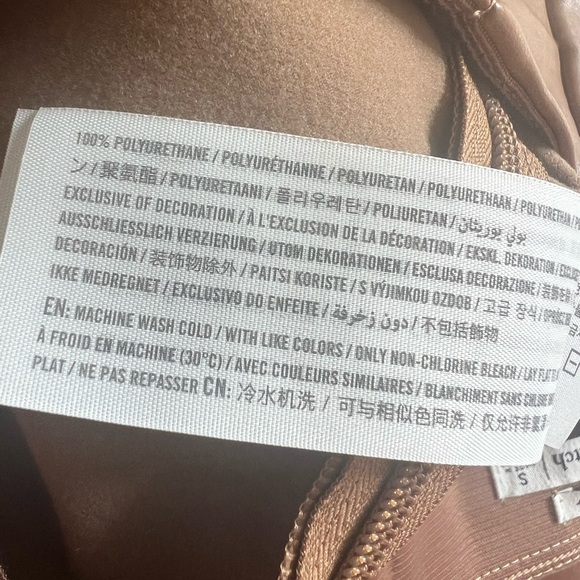 100% POLYURETHANE / POLYURÉTHANNE / POLYURETAN / POLYURETHAAN / POLYURETHAN /
ン / 聚氨酯 / POLYURETAANI / 폴리우레탄 / POLIURETAN / بولي يوريثان
EXCLUSIVE OF DECORATION / À L'EXCLUSION DE LA DÉCORATION / EKSKL. DEKORATION /
AUSSCHLIESSLICH VERZIERUNG / UTOM DEKORATIONEN / ESCLUSA DECORAZIONE /
DECORACIÓN / 装饰物除外 / PAITSI KORISTE / S VÝJIMKOU OZDOB / 고급 장식 /
IKKE MEDREGNET / EXCLUSIVO DO ENFEITE / دون زخرفة / 不包括飾物
EN: MACHINE WASH COLD / WITH LIKE COLORS / ONLY NON-CHLORINE BLEACH / LAY FLAT
À FROID EN MACHINE (30°C) / AVEC COULEURS SIMILAIRES / BLANCHIMENT SANS
PLAT / NE PAS REPASSER CN: 冷水机洗 / 可与相似色同洗 / 仅允许非氯
S